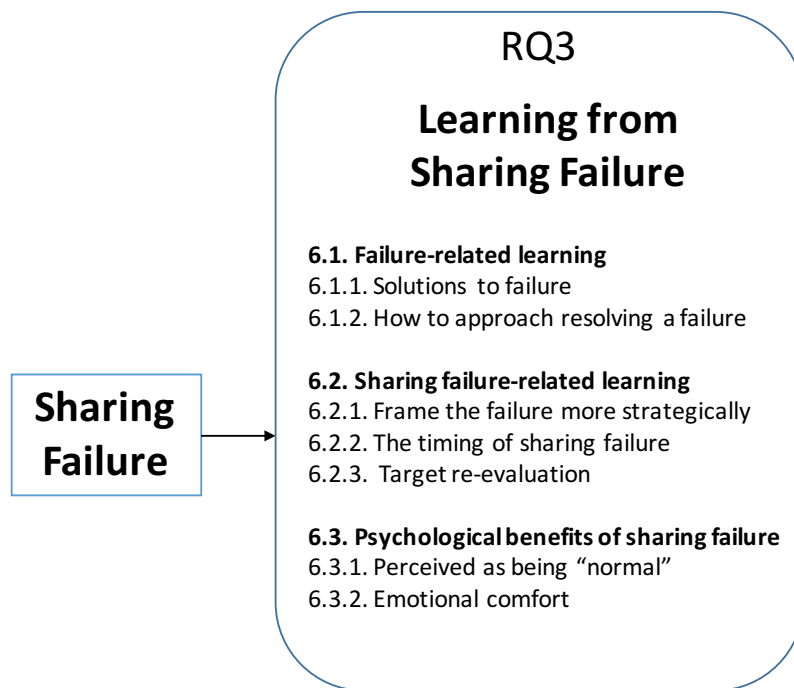 RQ3
Learning from
Sharing Failure
6.1. Failure-related learning
6.1.1. Solutions to failure
6.1.2. How to approach resolving a failure
6.2. Sharing failure-related learning
6.2.1. Frame the failure more strategically
6.2.2. The timing of sharing failure
6.2.3. Target re-evaluation
6.3. Psychological benefits of sharing failure
6.3.1. Perceived as being “normal”
6.3.2. Emotional comfort
Sharing
Failure